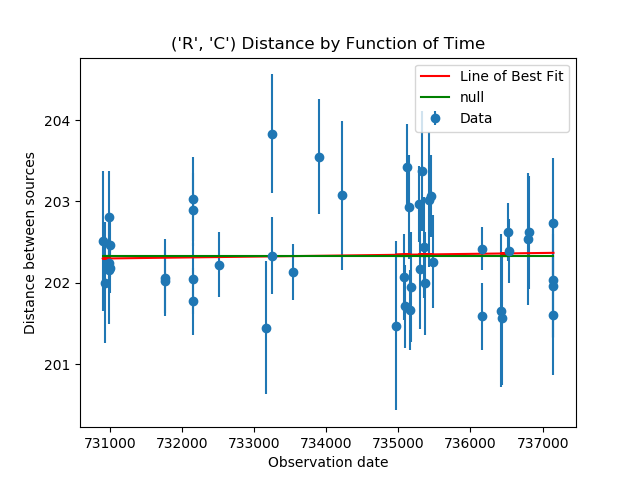 ('R', 'C') Distance by Function of Time
Line of Best Fit
null
Data
204
203
202
201
Distance between sources
731000 732000 733000 734000 735000 736000 737000
Observation date